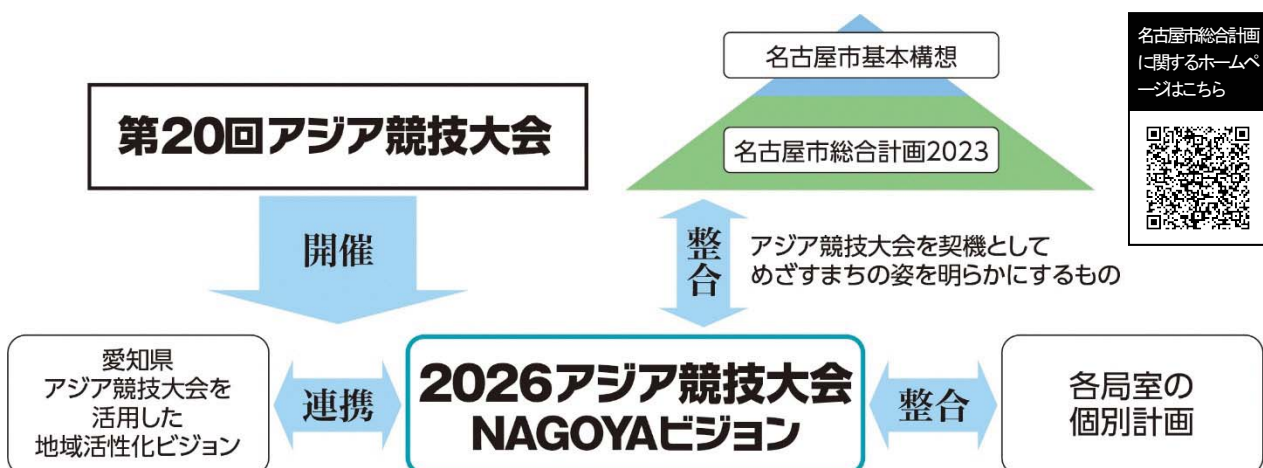 名古屋市基本構想
名古屋市総合計画2023
名古屋市総合計画
に関するホームペ
ージはこちら
第20回アジア競技大会
開催
整合
アジア競技大会を契機として
めざすまちの姿を明らかにするもの
愛知県
アジア競技大会を
活用した
地域活性化ビジョン
連携
2026アジア競技大会
NAGOYAビジョン
整合
各局室の
個別計画